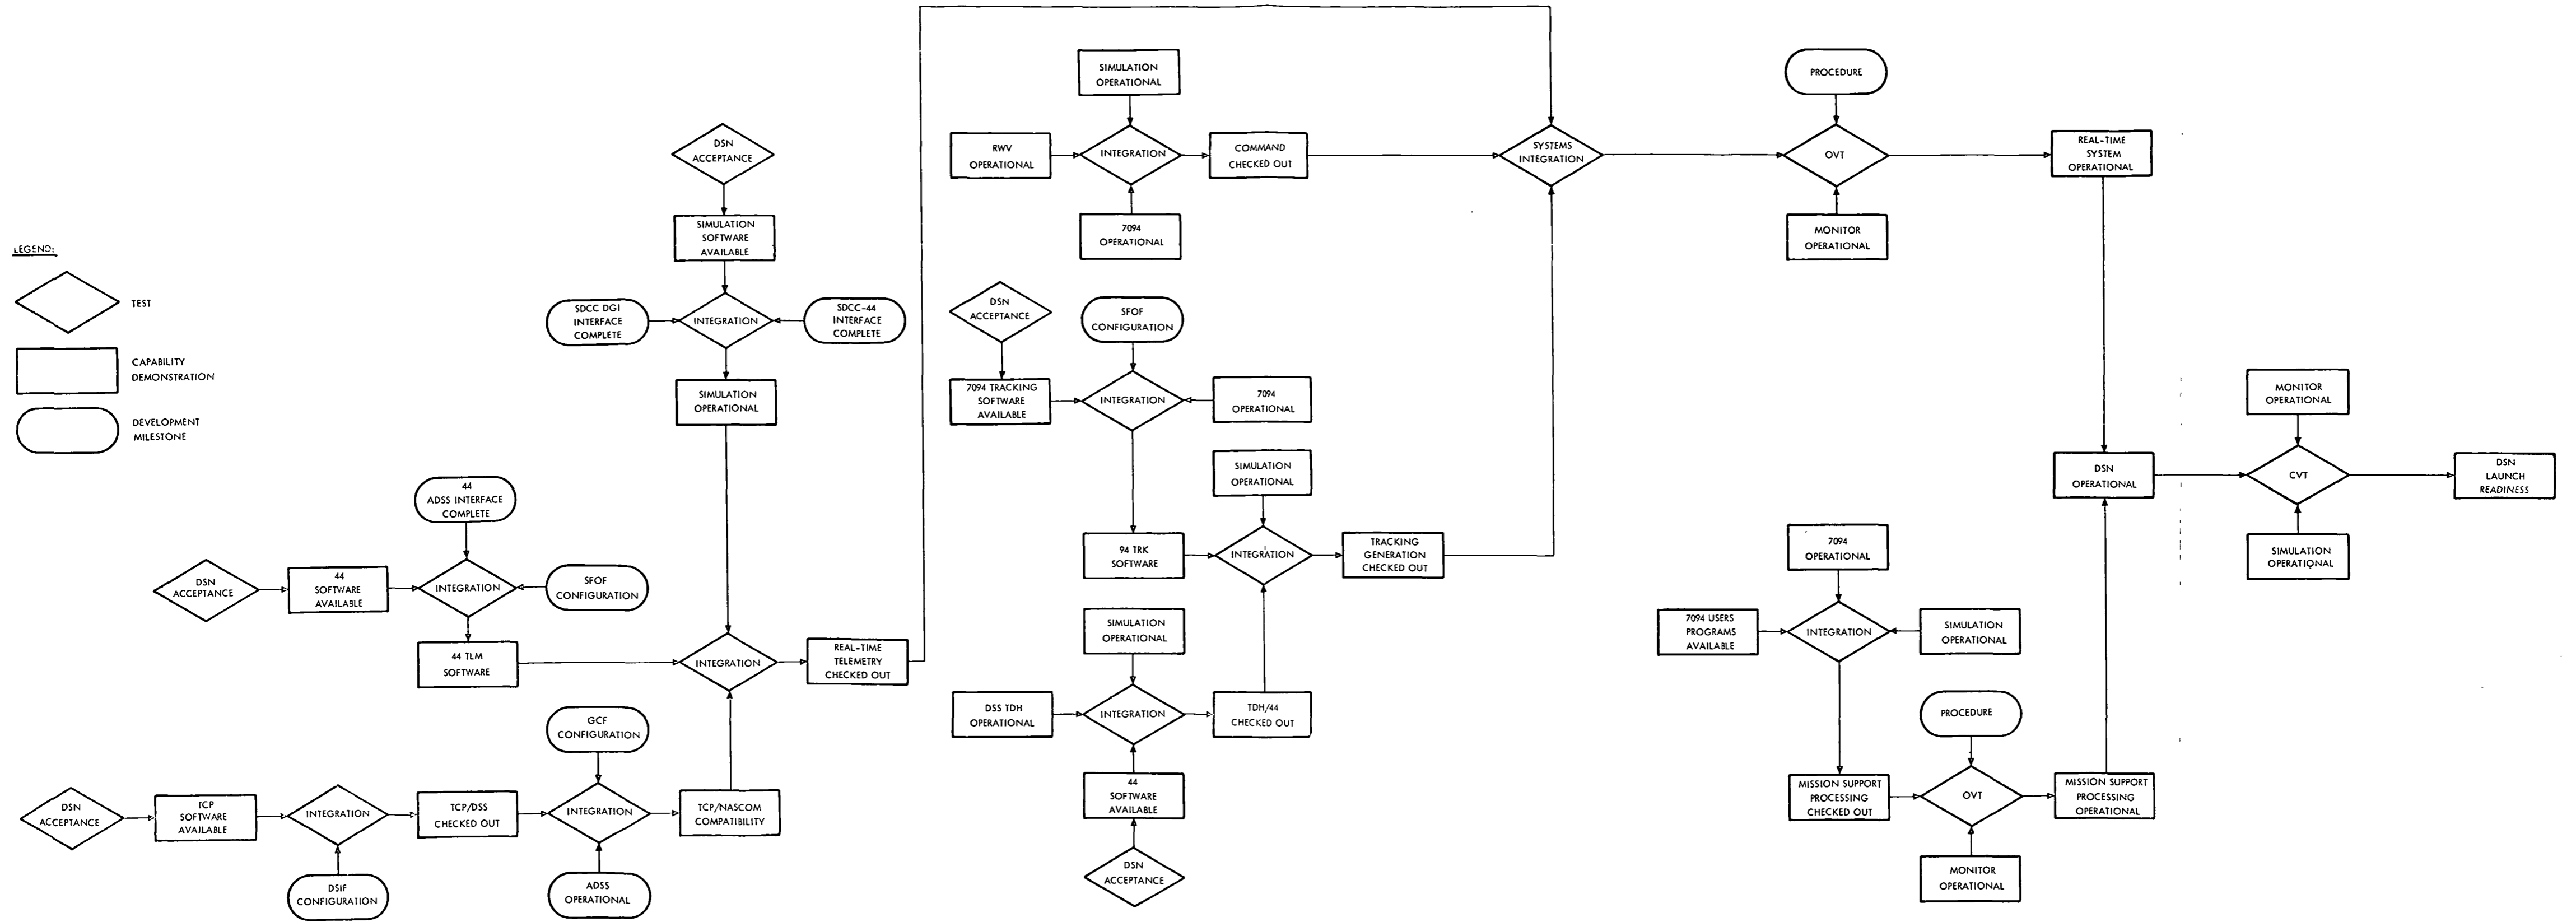 LEGEND:
TEST
CAPABILITY
DEMONSTRATION
DEVELOPMENT
MILESTONE
DSN
ACCEPTANCE
SIMULATION
SOFTWARE
AVAILABLE
SDCC DGI
INTERFACE
COMPLETE
INTEGRATION
SDCC-44
INTERFACE
COMPLETE
SIMULATION
OPERATIONAL
44
ADSS INTERFACE
COMPLETE
DSN
ACCEPTANCE
44
SOFTWARE
AVAILABLE
INTEGRATION
SFOF
CONFIGURATION
44 TLM
SOFTWARE
INTEGRATION
REAL-TIME
TELEMETRY
CHECKED OUT
GCF
CONFIGURATION
DSN
ACCEPTANCE
TCP
SOFTWARE
AVAILABLE
INTEGRATION
TCP/DSS
CHECKED OUT
INTEGRATION
TCP/NASCOM
COMPATIBILITY
DSIF
CONFIGURATION
ADSS
OPERATIONAL
SIMULATION
OPERATIONAL
RWV
OPERATIONAL
INTEGRATION
COMMAND
CHECKED OUT
7094
OPERATIONAL
DSN
ACCEPTANCE
SFOF
CONFIGURATION
7094 TRACKING
SOFTWARE
AVAILABLE
INTEGRATION
7094
OPERATIONAL
SIMULATION
OPERATIONAL
94 TRK
SOFTWARE
INTEGRATION
TRACKING
GENERATION
CHECKED OUT
SIMULATION
OPERATIONAL
DSS TDH
OPERATIONAL
INTEGRATION
TDH/44
CHECKED OUT
44
SOFTWARE
AVAILABLE
DSN
ACCEPTANCE
SYSTEMS
INTEGRATION
PROCEDURE
OVT
MONITOR
OPERATIONAL
REAL-TIME
SYSTEM
OPERATIONAL
MONITOR
OPERATIONAL
DSN
OPERATIONAL
CVT
DSN
LAUNCH
READINESS
SIMULATION
OPERATIONAL
7094
OPERATIONAL
7094 USERS
PROGRAMS
AVAILABLE
INTEGRATION
SIMULATION
OPERATIONAL
PROCEDURE
MISSION SUPPORT
PROCESSING
CHECKED OUT
OVT
MISSION SUPPORT
PROCESSING
OPERATIONAL
MONITOR
OPERATIONAL